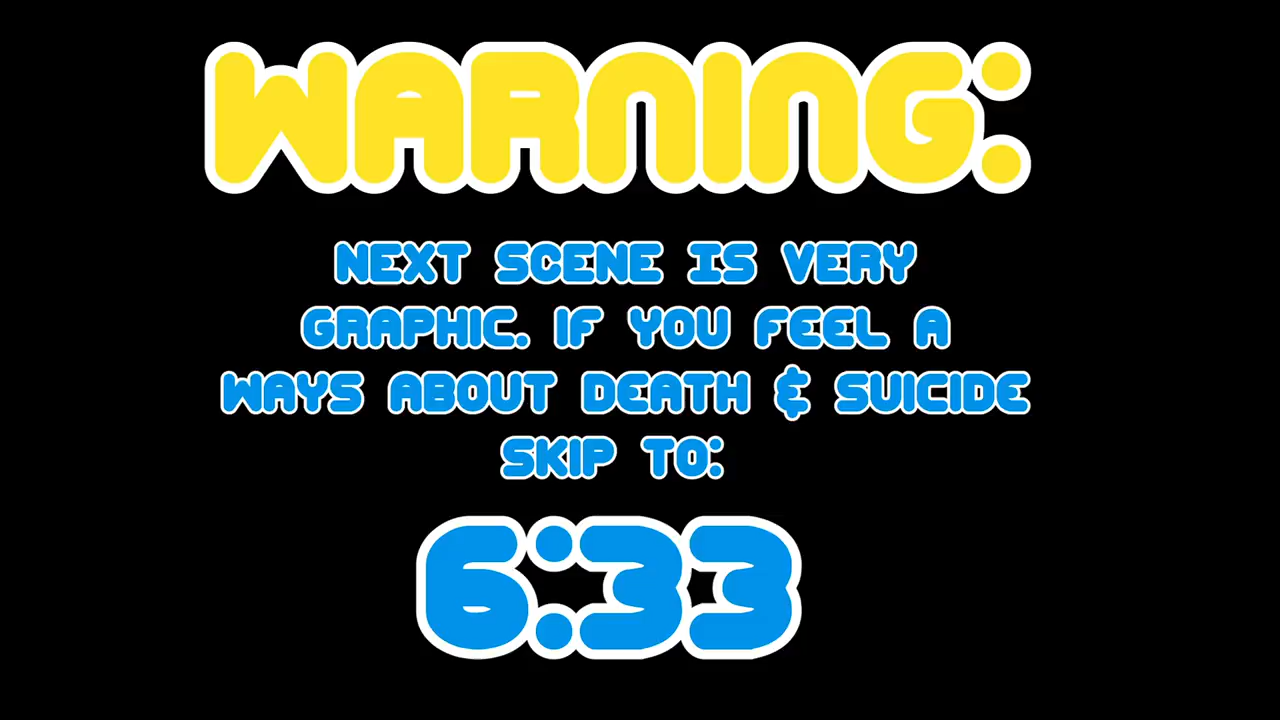 WARNING:
NEXT SCENE IS VERY
GRAPHIC. IF YOU FEEL A
WAYS ABOUT DEATH & SUICIDE
SKIP TO:
6:33